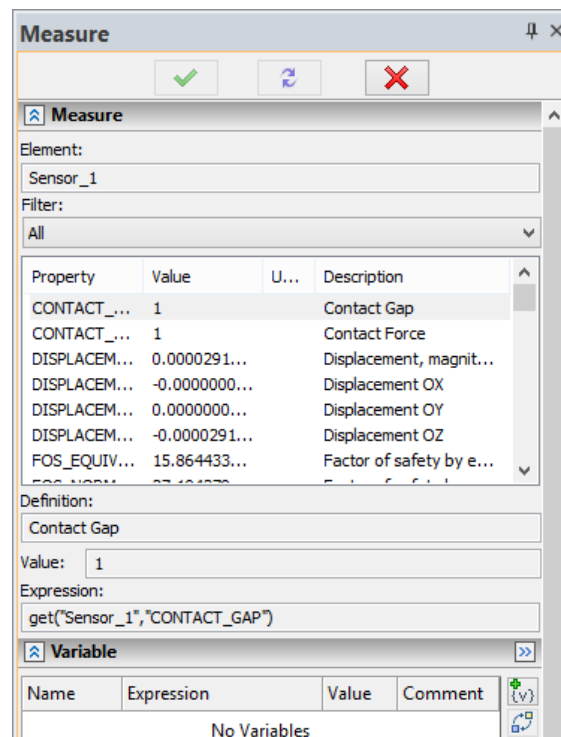 Measure
Measure
Element:
Sensor_1
Filter:
All
Property Value U... Description
CONTACT_... 1 Contact Gap
CONTACT_... 1 Contact Force
DISPLACEM... 0.0000291... Displacement, magnit...
DISPLACEM... -0.0000000... Displacement OX
DISPLACEM... 0.0000000... Displacement OY
DISPLACEM... -0.0000291... Displacement OZ
FOS_EQUIV... 15.864433... Factor of safety by e...
Definition:
Contact Gap
Value: 1
Expression:
get("Sensor_1","CONTACT_GAP")
Variable
Name Expression Value Comment
{v}
No Variables